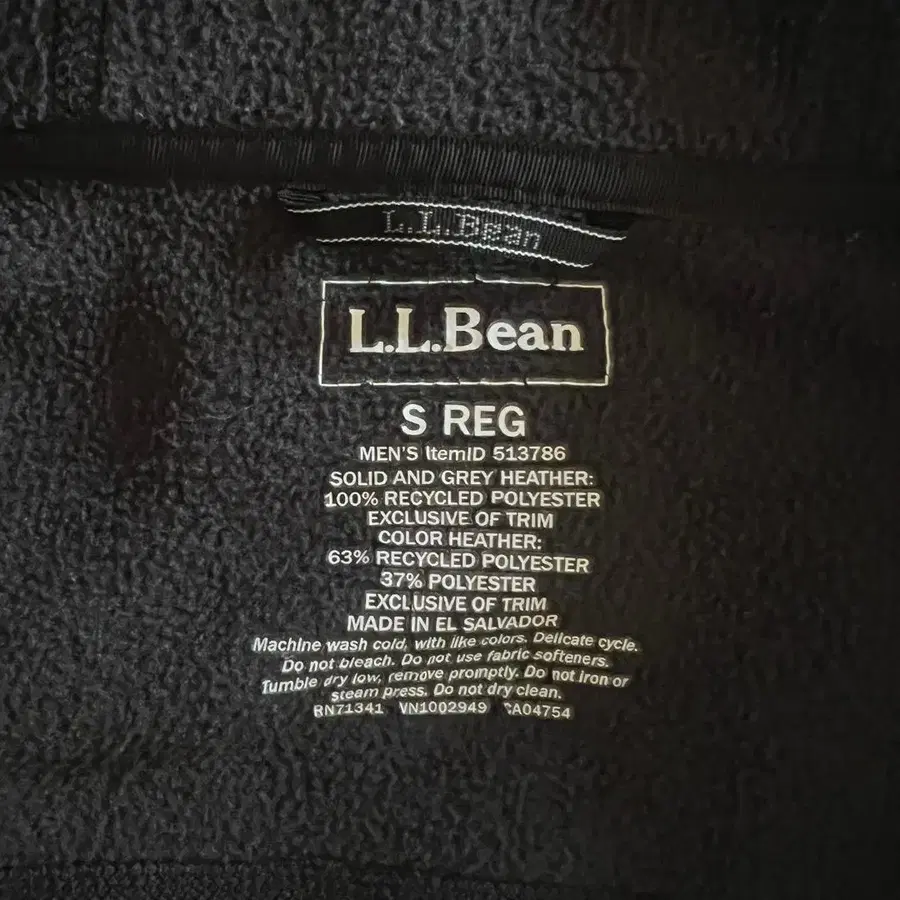 L.L.Bean
L.L.Bean
S REG
MEN'S ItemID 513786
SOLID AND GREY HEATHER:
100% RECYCLED POLYESTER
EXCLUSIVE OF TRIM
COLOR HEATHER:
63% RECYCLED POLYESTER
37% POLYESTER
EXCLUSIVE OF TRIM
MADE IN EL SALVADOR
Machine wash cold, with like colors. Delicate cycle.
Do not bleach. Do not use fabric softeners.
Tumble dry low, remove promptly. Do not iron or
steam press. Do not dry clean.
RN71341 VN1002949 CA04754